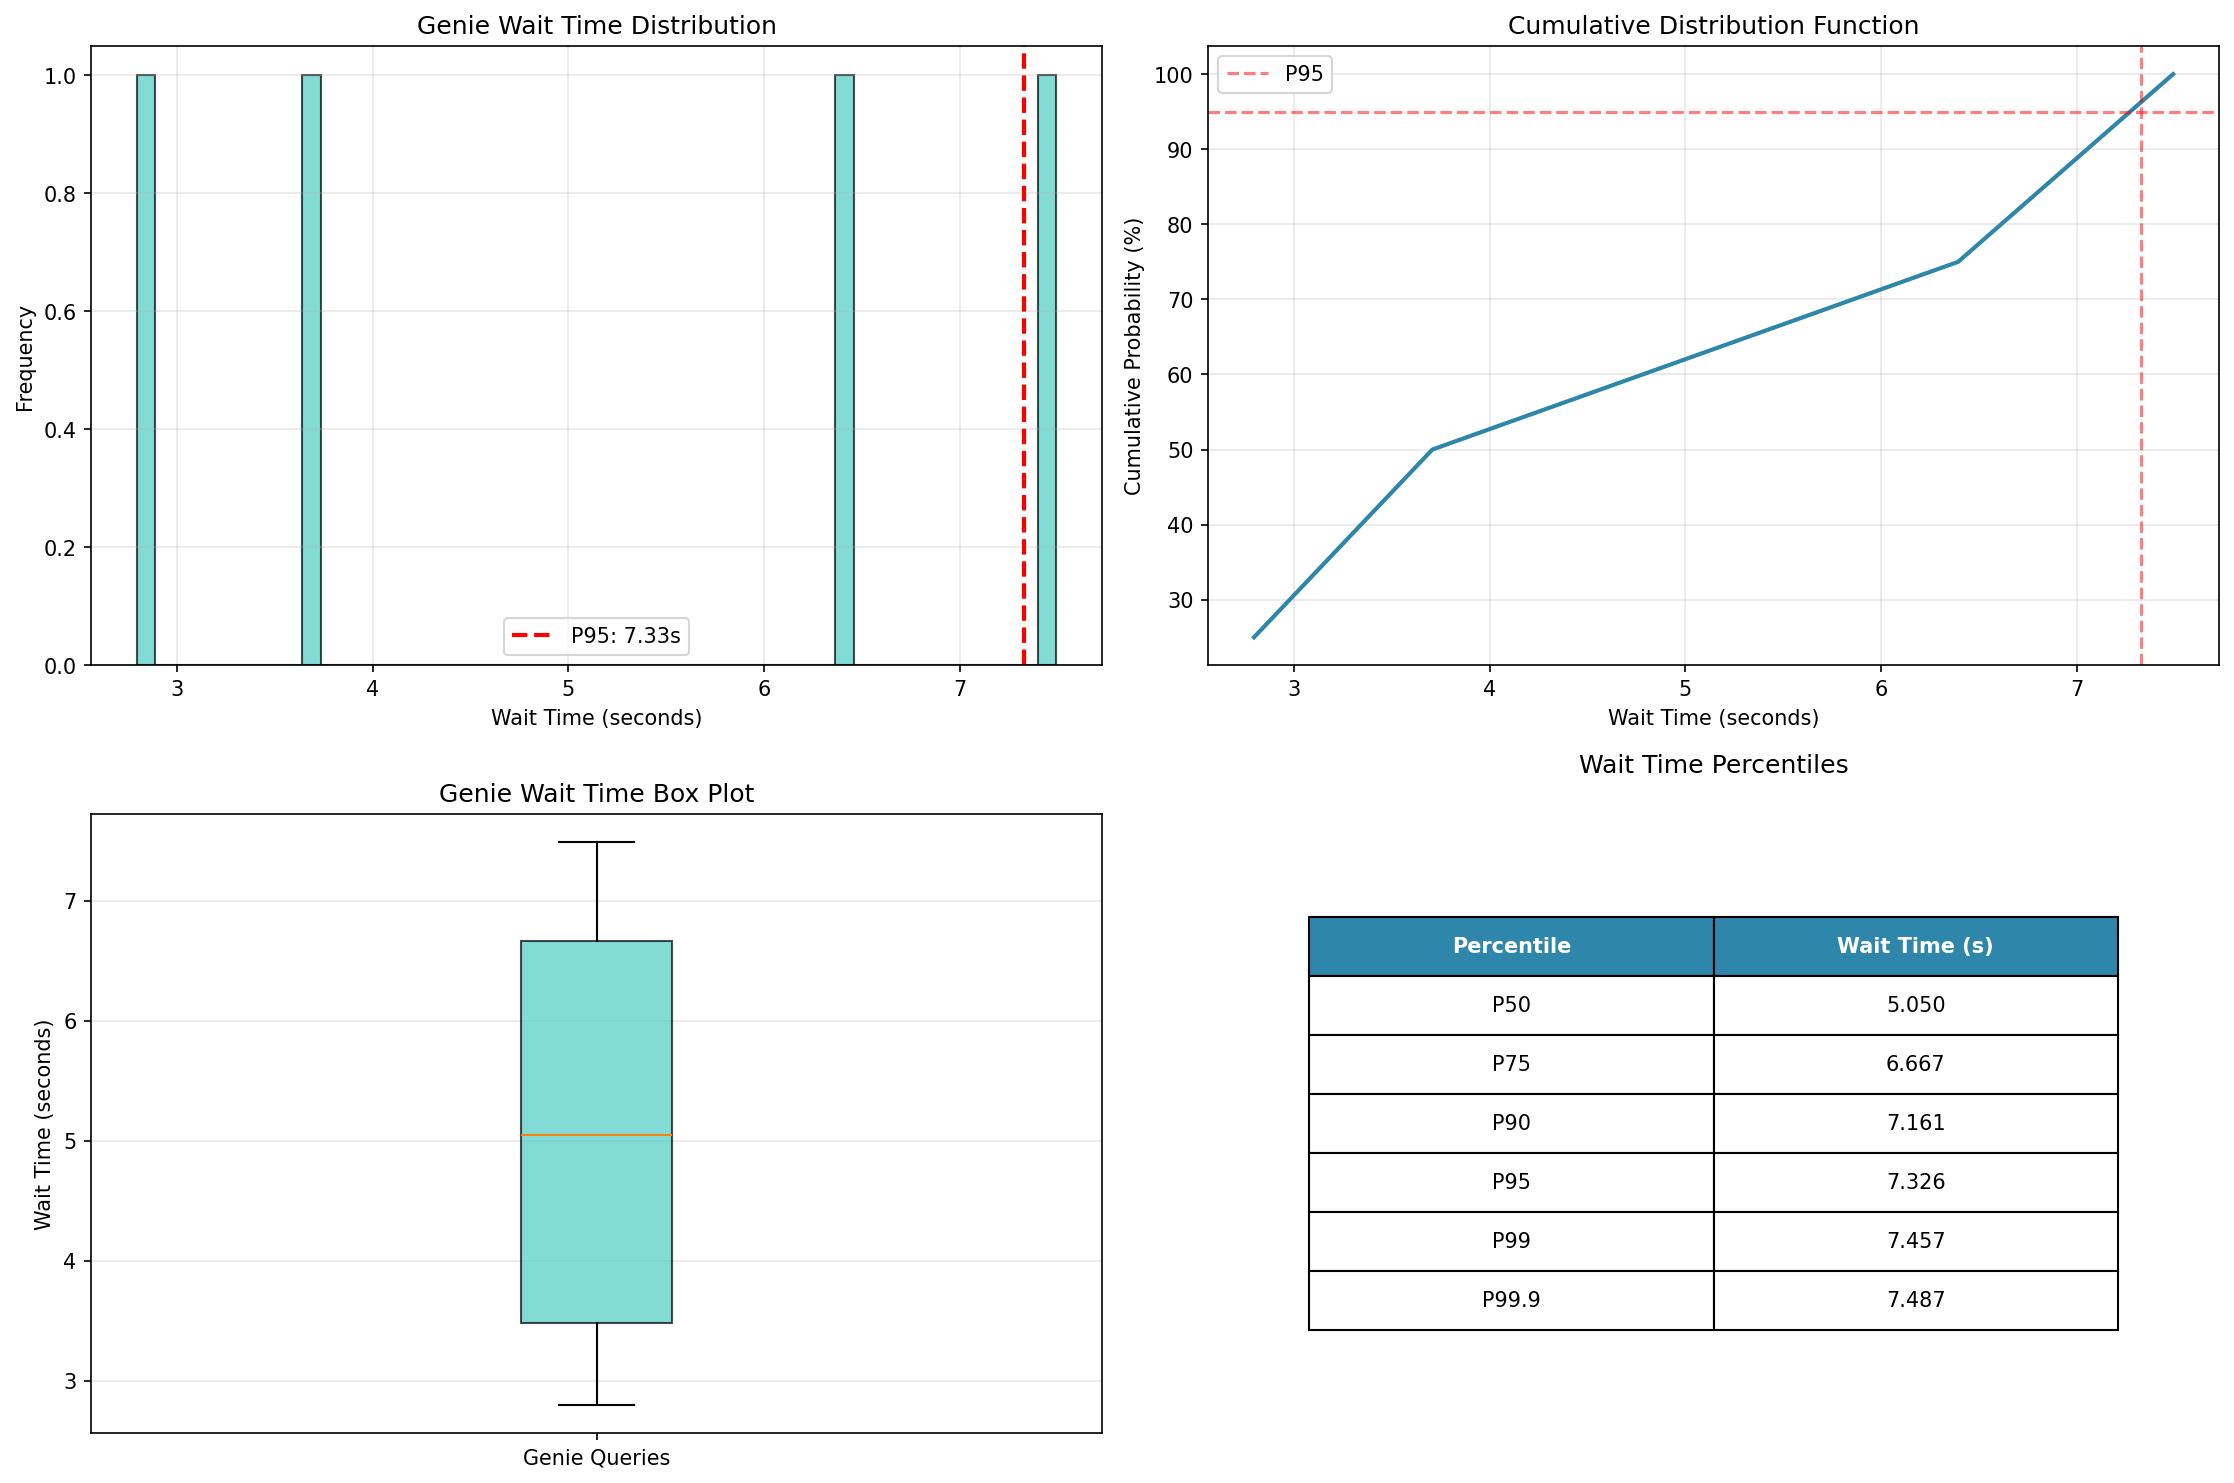 Genie Wait Time Distribution
Frequency
1.0
0.8
0.6
0.4
0.2
0.0
P95: 7.33s
3 4 5 6 7
Wait Time (seconds)
Cumulative Distribution Function
P95
Cumulative Probability (%)
100
90
80
70
60
50
40
30
3 4 5 6 7
Wait Time (seconds)
Genie Wait Time Box Plot
Wait Time (seconds)
7
6
5
4
3
Genie Queries
Wait Time Percentiles
Percentile Wait Time (s)
P50 5.050
P75 6.667
P90 7.161
P95 7.326
P99 7.457
P99.9 7.487